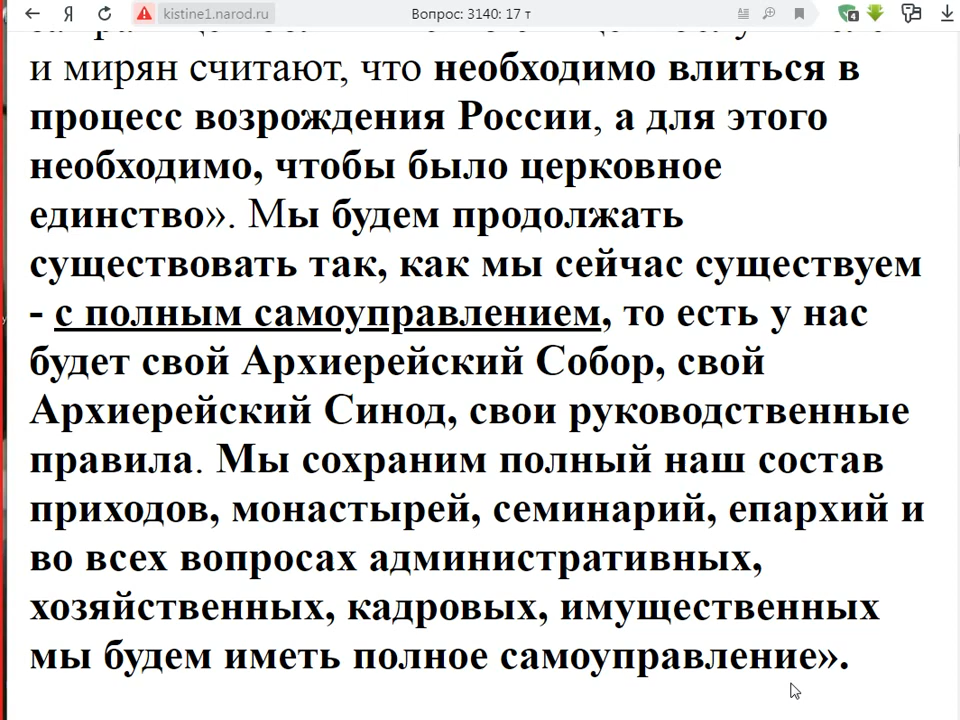 Я kistine1.narod.ru Вопрос: 3140: 17 т 4
и мирян считают, что необходимо влиться в
процесс возрождения России, а для этого
необходимо, чтобы было церковное
единство». Мы будем продолжать
существовать так, как мы сейчас существуем
- с полным самоуправлением, то есть у нас
будет свой Архиерейский Собор, свой
Архиерейский Синод, свои руководственные
правила. Мы сохраним полный наш состав
приходов, монастырей, семинарий, епархий и
во всех вопросах административных,
хозяйственных, кадровых, имущественных
мы будем иметь полное самоуправление».